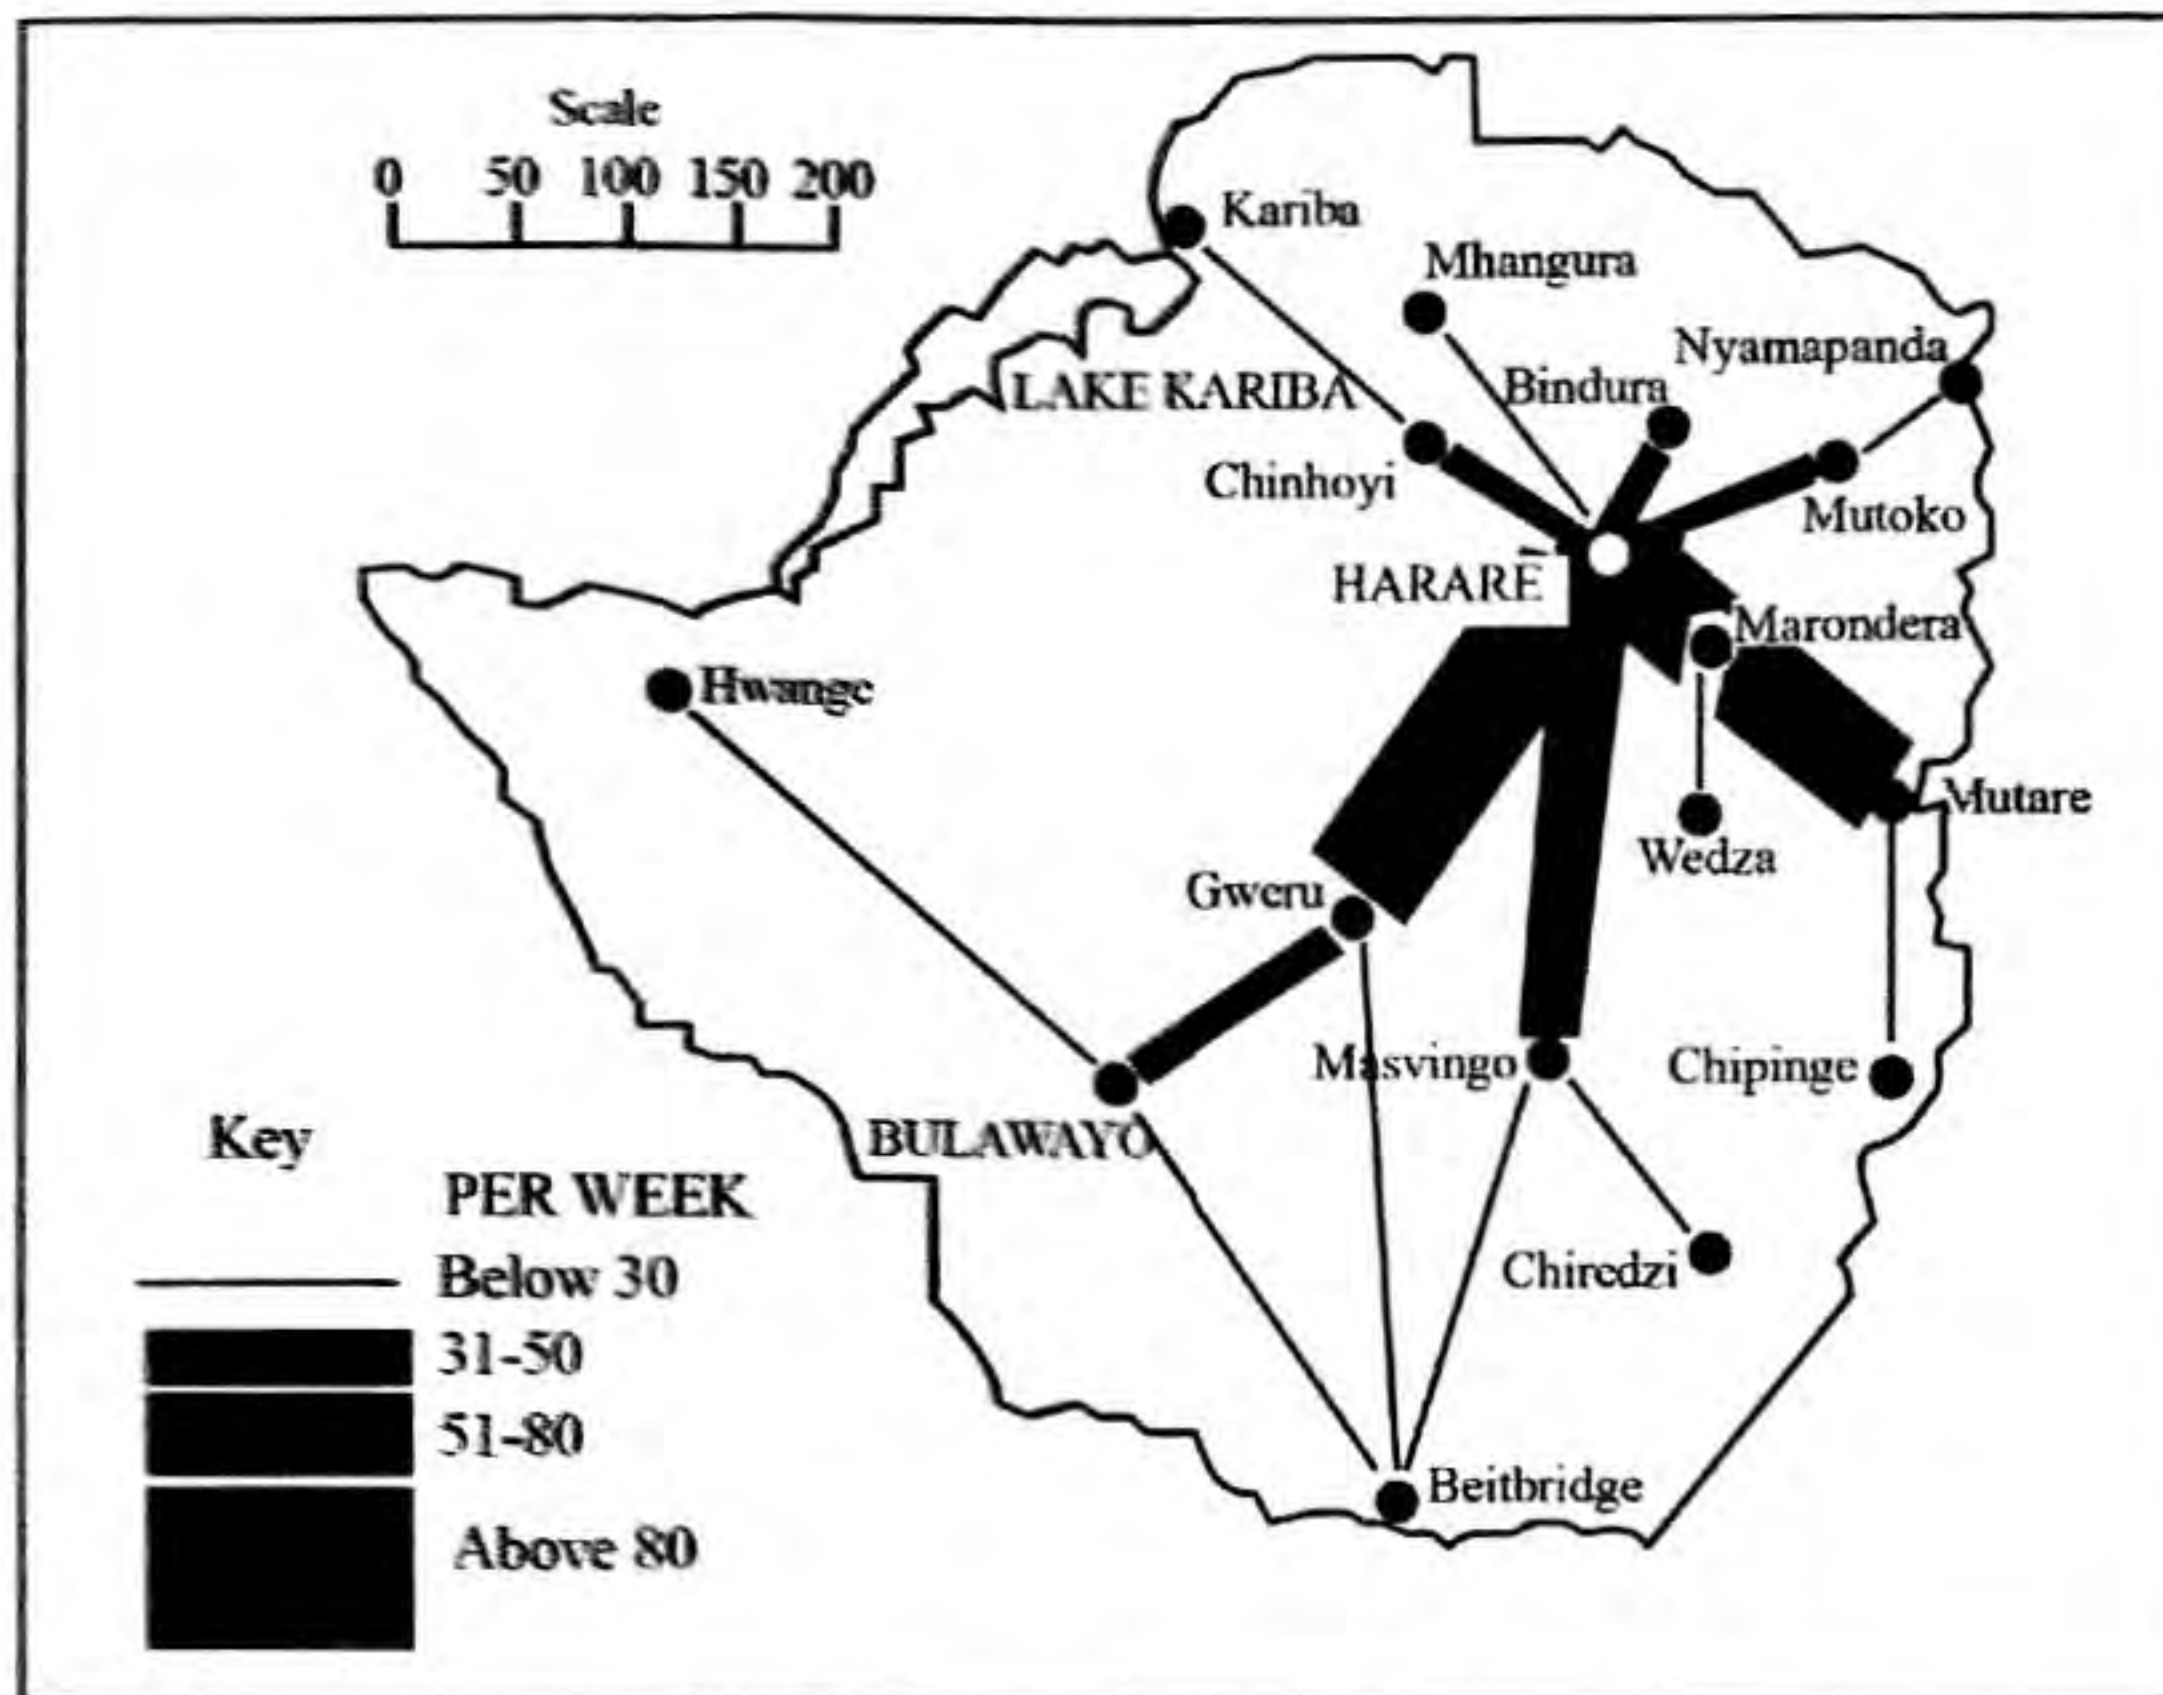 Scale
0 50 100 150 200
Kariba
Mhangura
Nyamapanda
Bindura
LAKE KARIBA
Chinhoyi
Mutoko
HARARE
Marondera
Hwange
Mutare
Wedza
Gweru
Masvingo
Chipinge
BULAWAYO
Key
PER WEEK
Below 30
31-50
51-80
Above 80
Chiredzi
Beitbridge